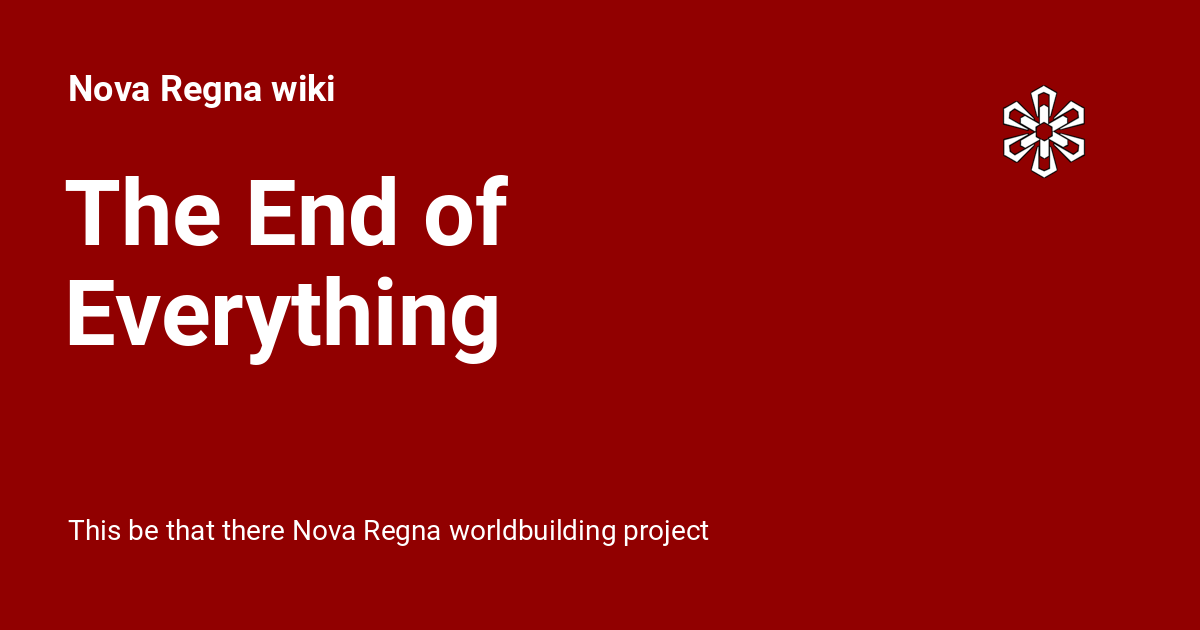 Nova Regna wiki
The End of
Everything
This be that there Nova Regna worldbuilding project